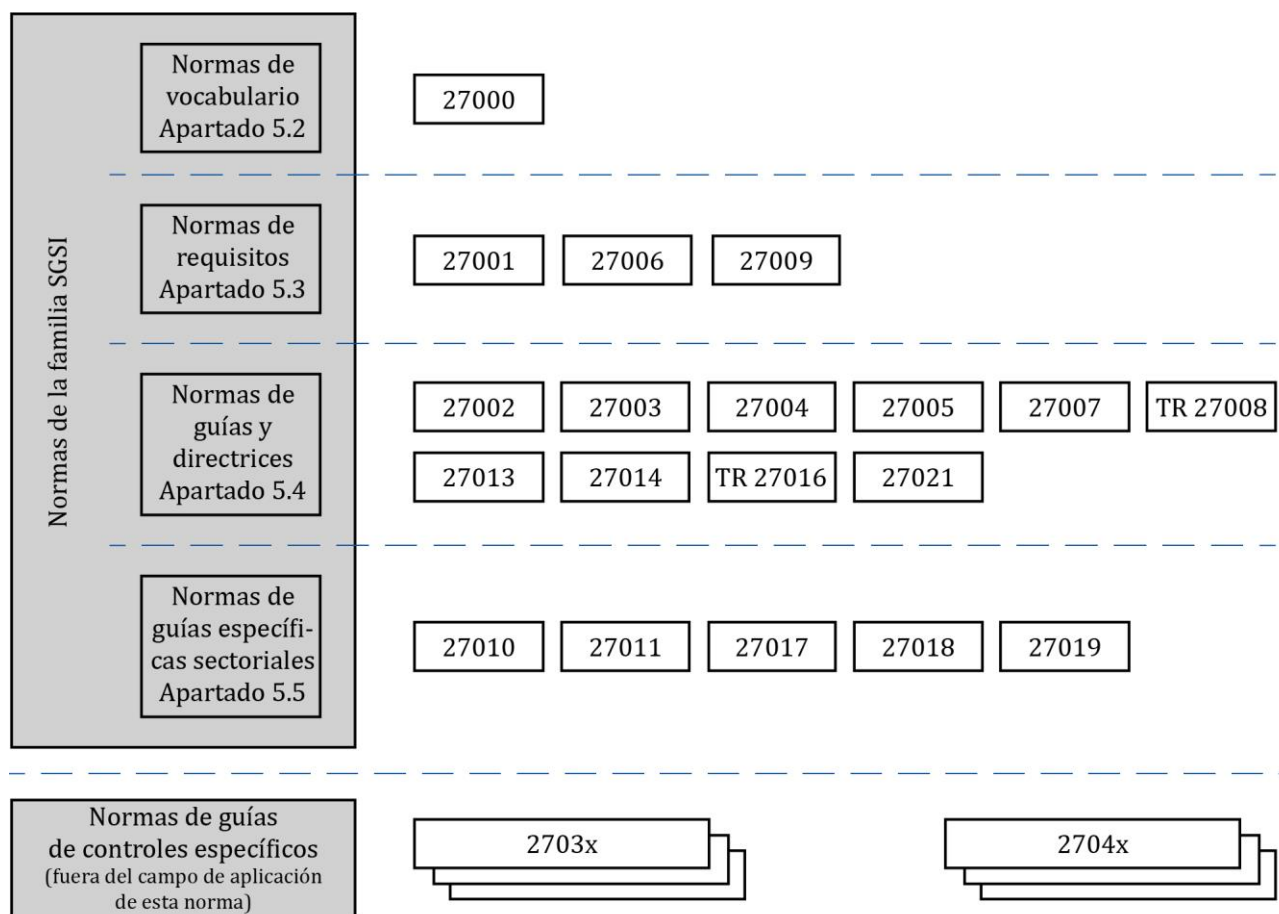 Normas de la familia SGSI
Normas de
vocabulario
Apartado 5.2
27000
Normas de
requisitos
Apartado 5.3
27001 27006 27009
Normas de
guías y
directrices
Apartado 5.4
27002 27003 27004 27005 27007 TR 27008
27013 27014 TR 27016 27021
Normas de
guías específi-
cas sectoriales
Apartado 5.5
27010 27011 27017 27018 27019
Normas de guías
de controles específicos
(fuera del campo de aplicación
de esta norma)
2703x 2704x